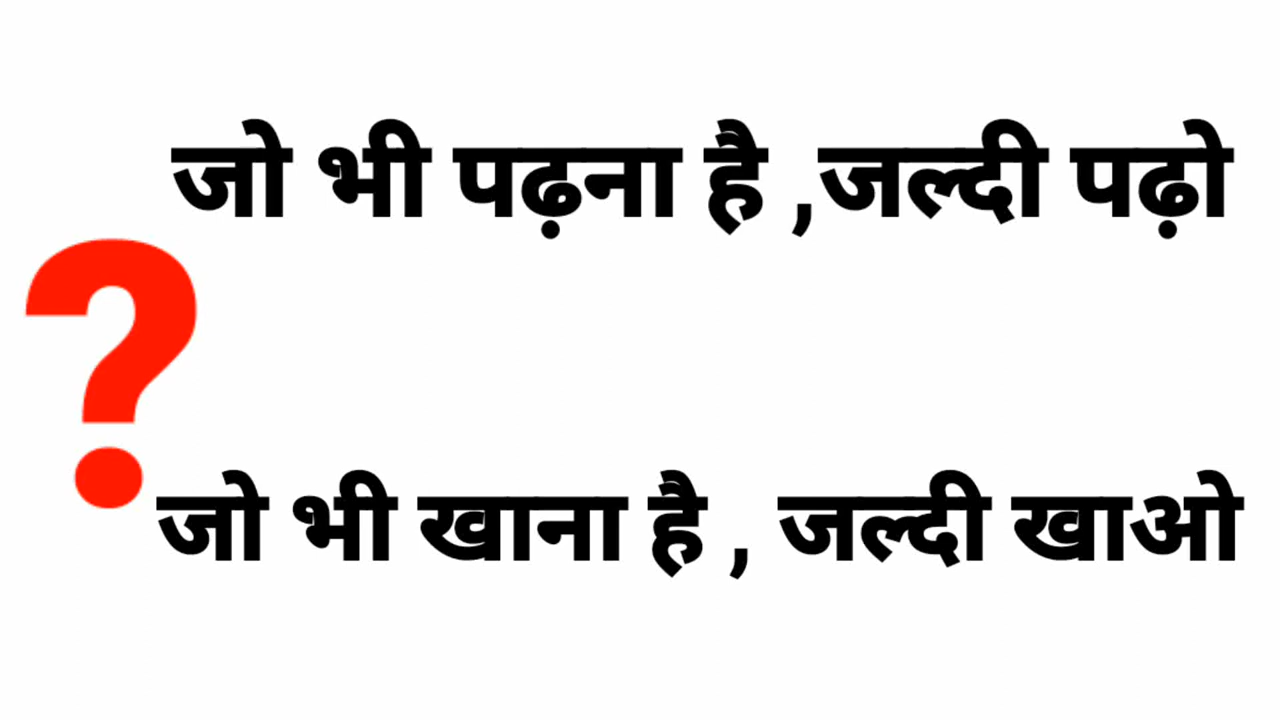 जो भी पढ़ना है ,जल्दी पढ़ो
?
जो भी खाना है , जल्दी खाओ